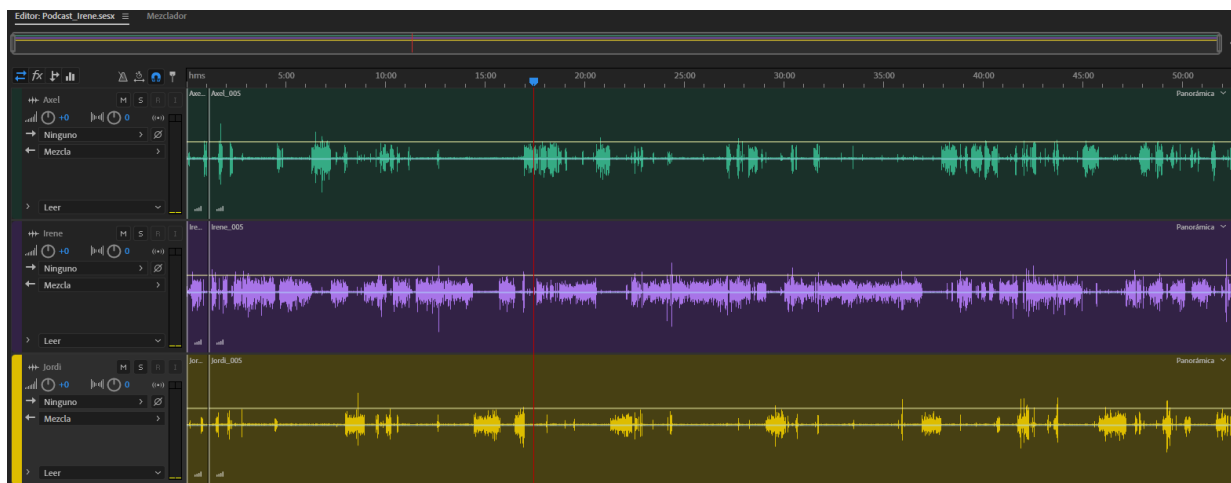 Editor: Podcast_Irene.sesx Mezclador
fx hms 5:00 10:00 15:00 20:00 25:00 30:00 35:00 40:00 45:00 50:00
Axel M S R I
+0 0
Ninguno
Mezcla
Leer
Axe... Axel_005 Panorámica
Irene M S R I
+0 0
Ninguno
Mezcla
Leer
Ire... Irene_005 Panorámica
Jordi M S R I
+0 0
Ninguno
Mezcla
Leer
Jor... Jordi_005 Panorámica